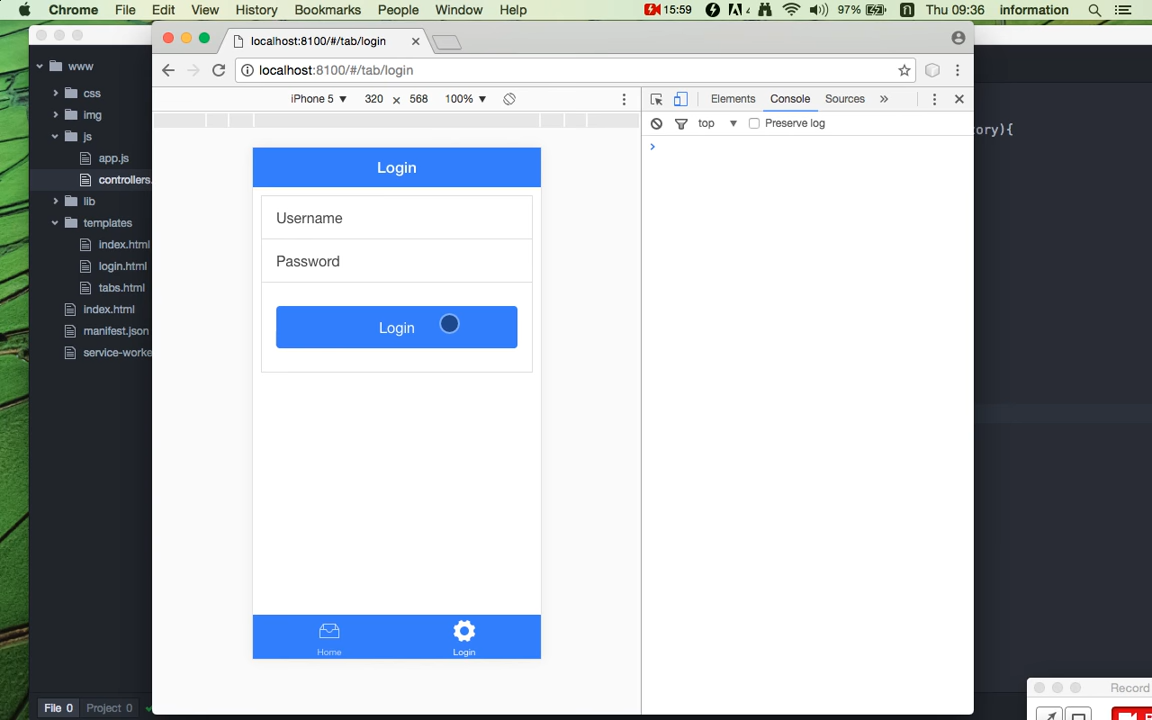 Chrome File Edit View History Bookmarks People Window Help 15:59 4 97% Thu 09:36 information
localhost:8100/#/tab/login
localhost:8100/#/tab/login
www
css
img
js
app.js
controllers.
lib
templates
index.html
login.html
tabs.html
index.html
manifest.json
service-worke
File 0 Project 0
iPhone 5 ▼ 320 × 568 100% ▼
Login
Username
Password
Login
Home
Login
Elements Console Sources »
top ▼ Preserve log
>
ory){
Record